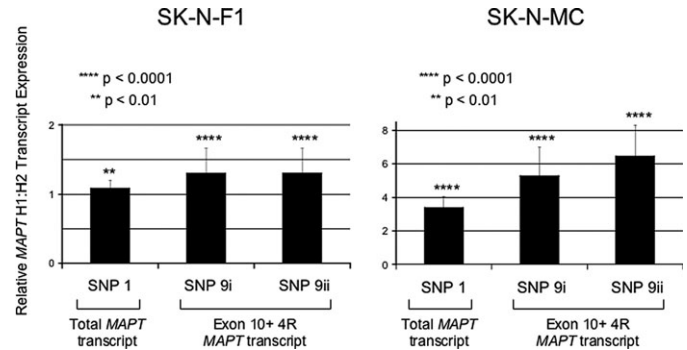 SK-N-F1
**** p < 0.0001
** p < 0.01
Relative MAPT H1:H2 Transcript Expression
2
1
0
**
****
****
SNP 1
SNP 9i
SNP 9ii
Total MAPT
transcript
Exon 10+ 4R
MAPT transcript
SK-N-MC
**** p < 0.0001
** p < 0.01
8
6
4
2
0
****
****
****
SNP 1
SNP 9i
SNP 9ii
Total MAPT
transcript
Exon 10+ 4R
MAPT transcript